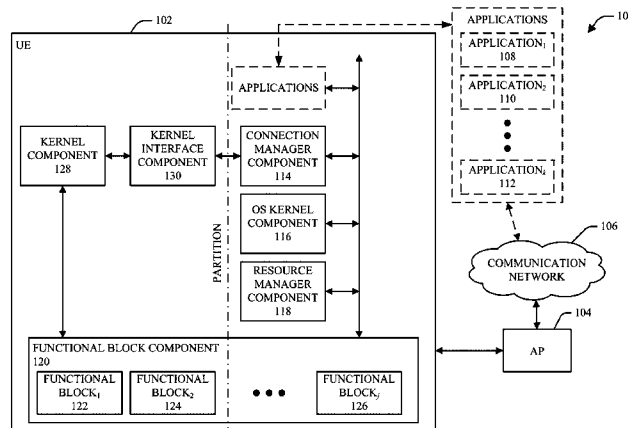 102
UE
APPLICATIONS
KERNEL
COMPONENT
128
KERNEL
INTERFACE
COMPONENT
130
CONNECTION
MANAGER
COMPONENT
114
OS KERNEL
COMPONENT
116
RESOURCE
MANAGER
COMPONENT
118
PARTITION
FUNCTIONAL BLOCK COMPONENT
120
FUNCTIONAL
BLOCK1
122
FUNCTIONAL
BLOCK2
124
FUNCTIONAL
BLOCKj
126
10
APPLICATIONS
APPLICATION1
108
APPLICATION2
110
APPLICATIONk
112
106
COMMUNICATION
NETWORK
104
AP